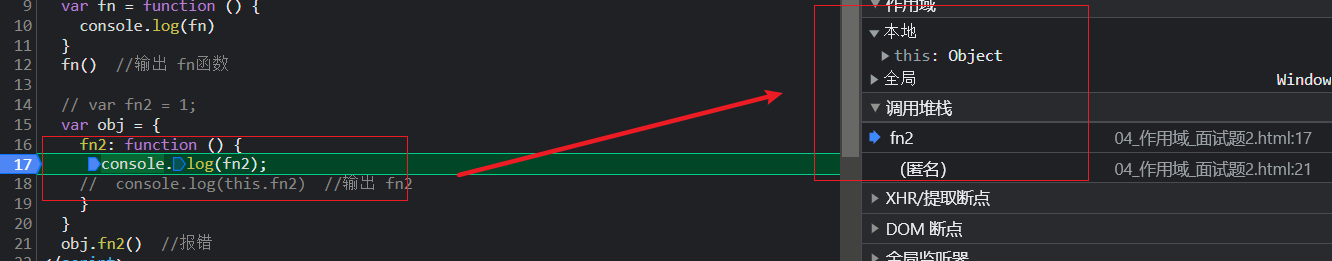 9 var fn = function () {
10 console.log(fn)
11 }
12 fn() //输出 fn函数
13
14 // var fn2 = 1;
15 var obj = {
16 fn2: function () {
17 console.log(fn2);
18 // console.log(this.fn2) //输出 fn2
19 }
20 }
21 obj.fn2() //报错
作用域
本地
this: Object
全局 Window
调用堆栈
fn2 04_作用域_面试题2.html:17
(匿名) 04_作用域_面试题2.html:21
XHR/提取断点
DOM 断点
全局监听器